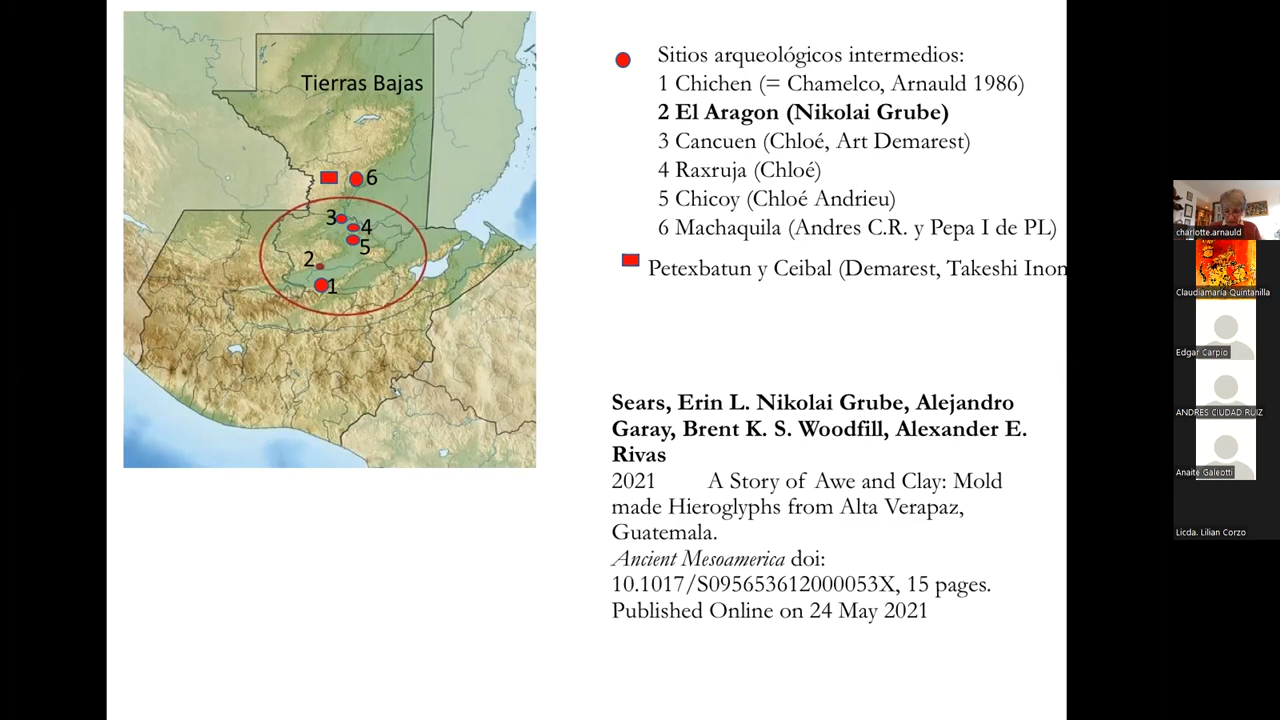 Tierras Bajas
6
3
4
5
2
1
Sitios arqueológicos intermedios:
1 Chichen (= Chamelco, Arnauld 1986)
2 El Aragon (Nikolai Grube)
3 Cancuen (Chloé, Art Demarest)
4 Raxruja (Chloé)
5 Chicoy (Chloé Andrieu)
6 Machaquila (Andres C.R. y Pepa I de PL)
Petexbatun y Ceibal (Demarest, Takeshi Inom
Sears, Erin L. Nikolai Grube, Alejandro
Garay, Brent K. S. Woodfill, Alexander E.
Rivas
2021 A Story of Awe and Clay: Mold
made Hieroglyphs from Alta Verapaz,
Guatemala.
Ancient Mesoamerica doi:
10.1017/S095653612000053X, 15 pages.
Published Online on 24 May 2021
charlotte.arnauld
Claudiamaría Quintanilla
Edgar Carpio
ANDRES CIUDAD RUIZ
Anaité Galeotti
Licda. Lilian Corzo